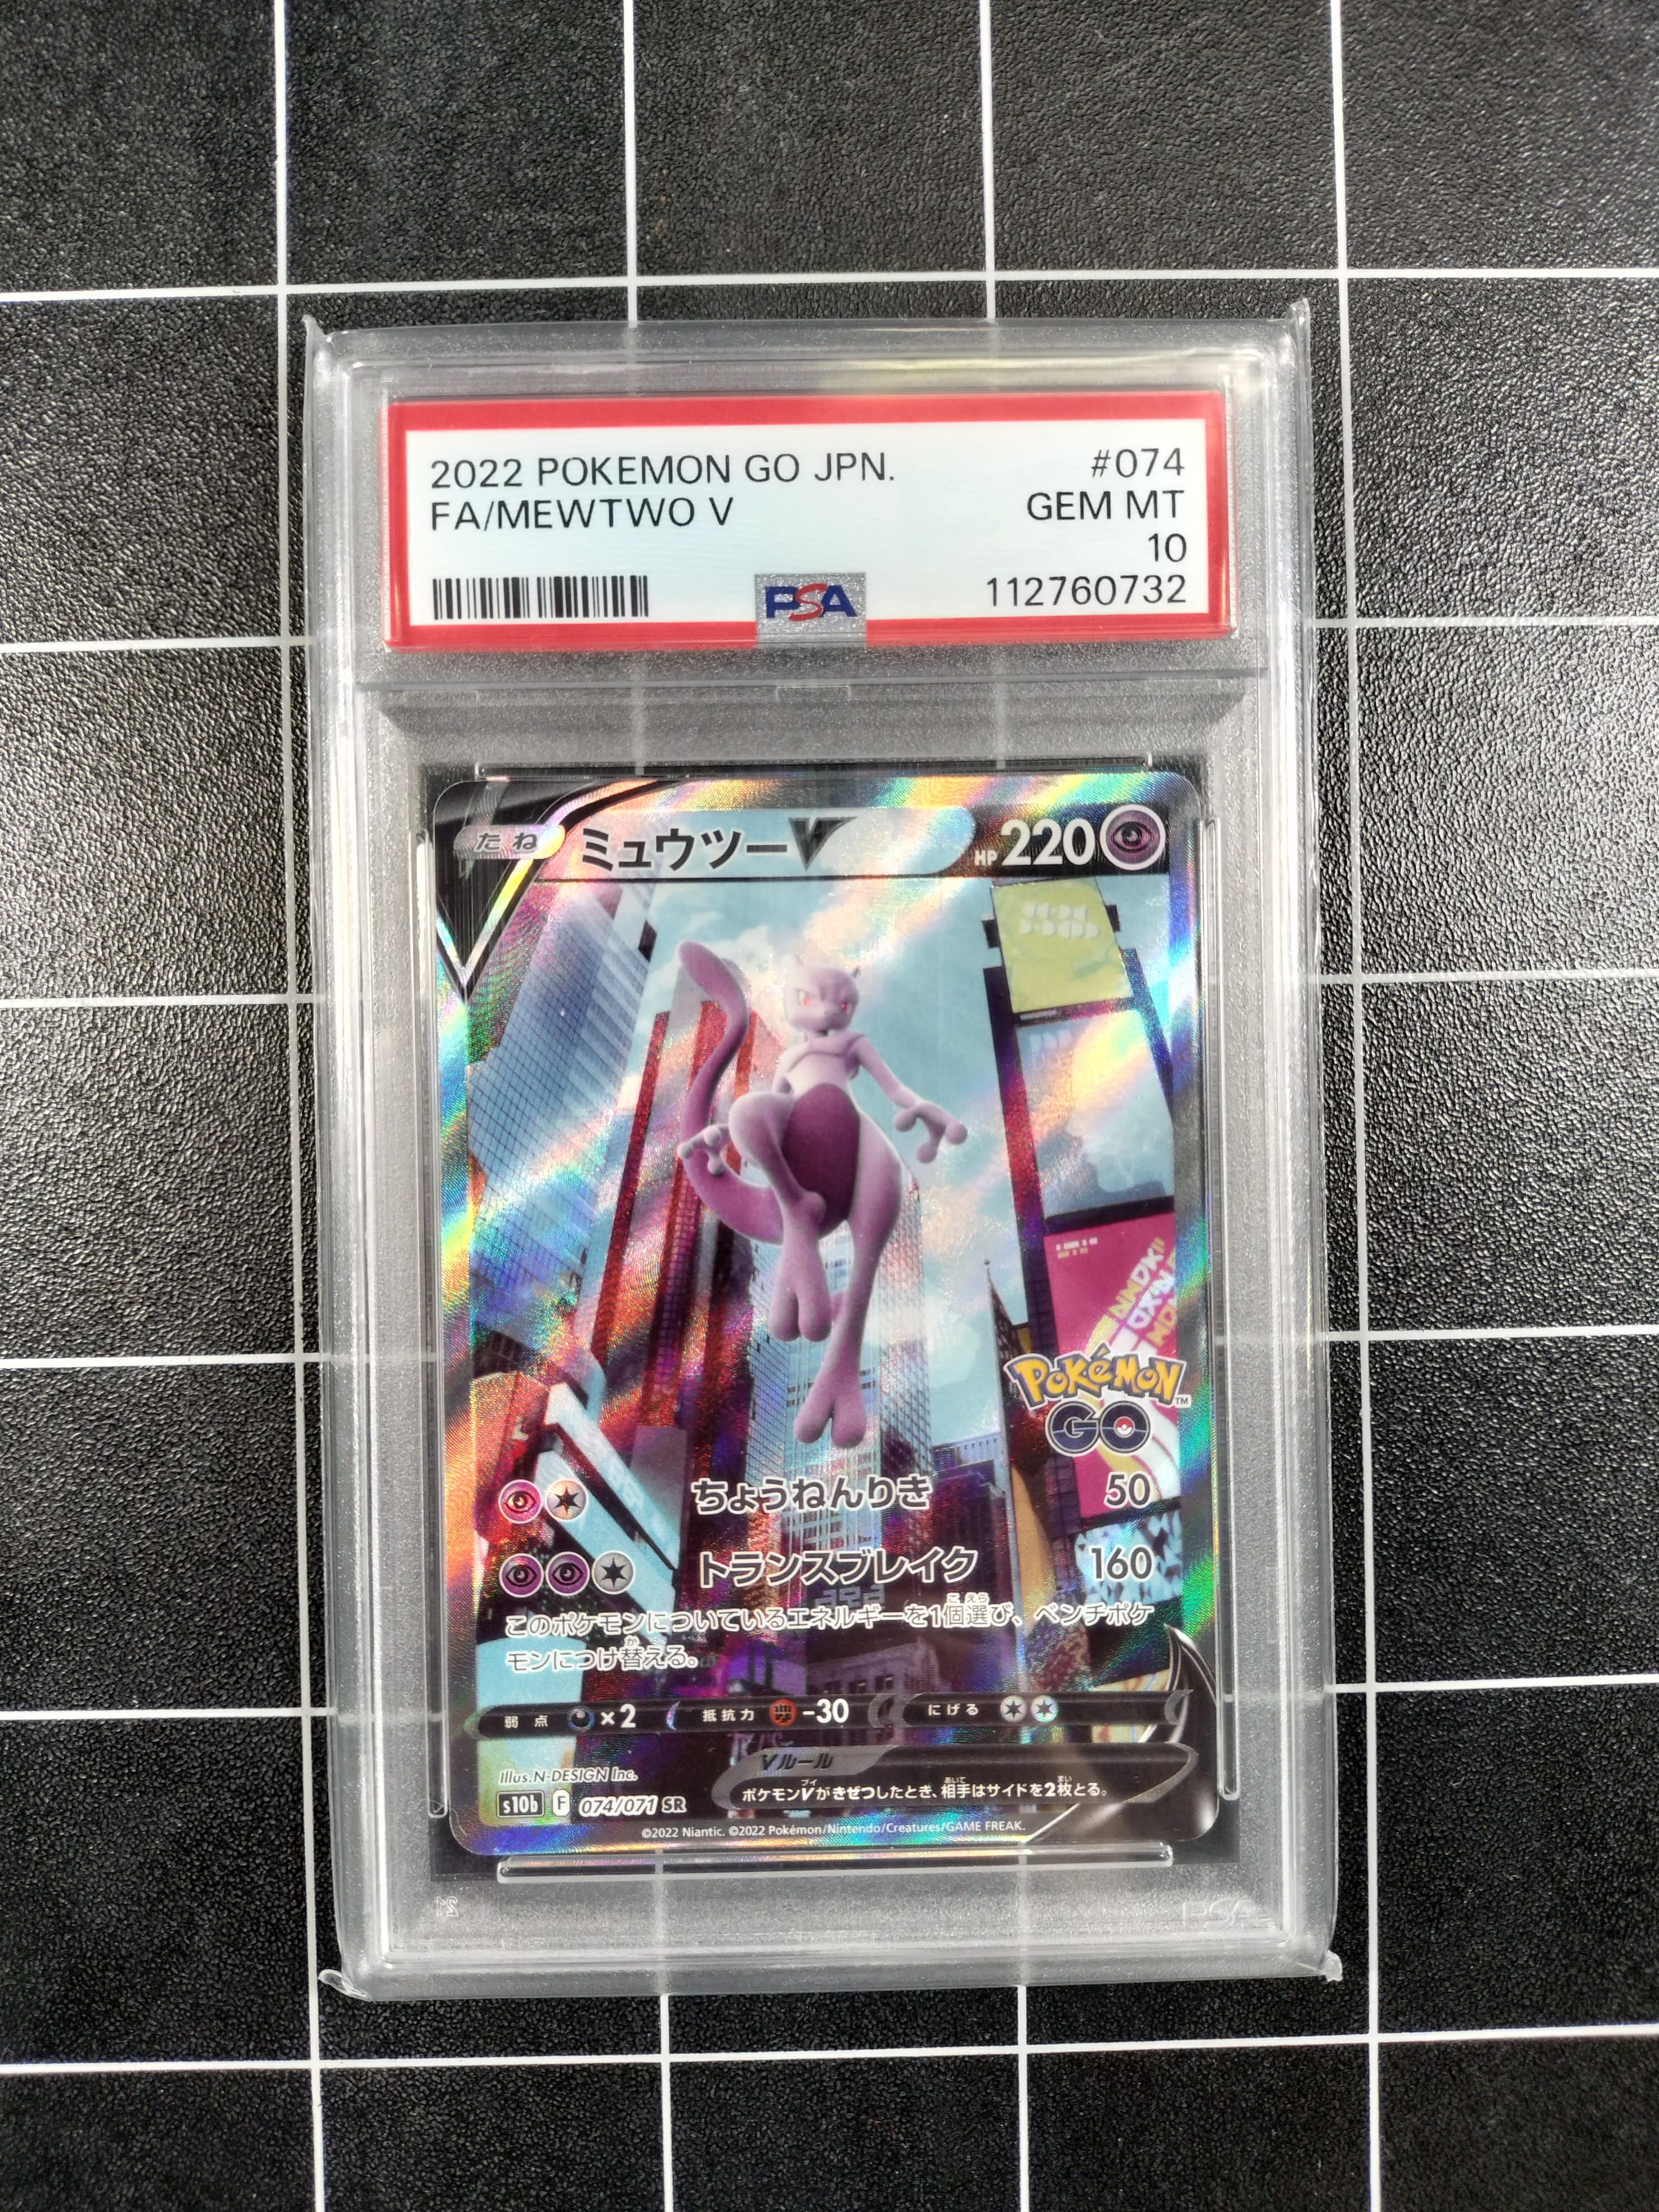 2022 POKEMON GO JPN. #074
FA/MEWTWO V GEM MT
10
PSA 112760732
たね ミュウツーV HP 220
POKéMON™
GO
ちょうねんりき 50
トランスブレイク 160
このポケモンについているエネルギーを1個選び、ベンチポケ
モンにつけ替える。
弱点 ×2 抵抗力 -30 にげる
Vルール
ポケモンVがきぜつしたとき、相手はサイドを2枚とる。
Illus.N-DESIGN Inc.
s10b F 074/071 SR
©2022 Niantic. ©2022 Pokémon/Nintendo/Creatures/GAME FREAK.
PSA